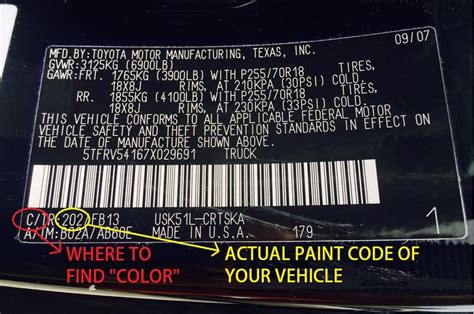 MFD.BY:TOYOTA MOTOR MANUFACTURING, TEXAS, INC. 09/07
GVWR:3125KG (6900LB)
GAWR:FRT. 1765KG (3900LB) WITH P255/70R18 TIRES,
18X8J RIMS, AT 210KPA (30PSI) COLD.
RR. 1855KG (4100LB) WITH P255/70R18 TIRES,
18X8J RIMS, AT 230KPA (33PSI) COLD.
THIS VEHICLE CONFORMS TO ALL APPLICABLE FEDERAL MOTOR
VEHICLE SAFETY AND THEFT PREVENTION STANDARDS IN EFFECT ON
THE DATE OF MANUFACTURE SHOWN ABOVE.
5TFRV54167X029691 TRUCK
C/TR:202/FB13 USK51L-CRTSKA
A/TM:B02A/AB60E MADE IN U.S.A. 179 1
WHERE TO FIND "COLOR"
ACTUAL PAINT CODE OF YOUR VEHICLE